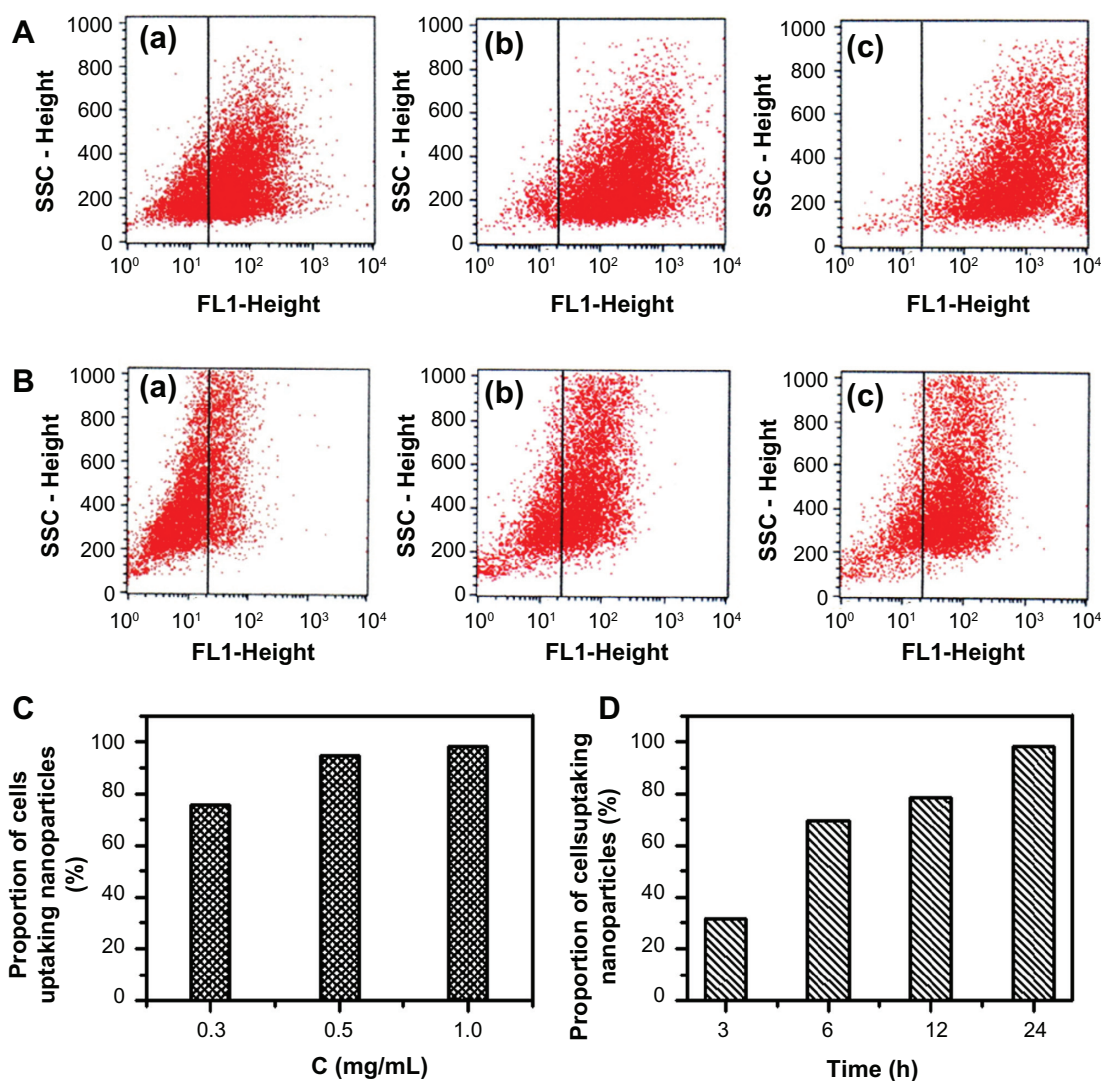 A
(a)
(b)
(c)
SSC - Height
1000
800
600
400
200
0
10⁰ 10¹ 10² 10³ 10⁴
FL1-Height
SSC - Height
1000
800
600
400
200
0
10⁰ 10¹ 10² 10³ 10⁴
FL1-Height
SSC - Height
1000
800
600
400
200
0
10⁰ 10¹ 10² 10³ 10⁴
FL1-Height
B
(a)
(b)
(c)
SSC - Height
1000
800
600
400
200
0
10⁰ 10¹ 10² 10³ 10⁴
FL1-Height
SSC - Height
1000
800
600
400
200
0
10⁰ 10¹ 10² 10³ 10⁴
FL1-Height
SSC - Height
1000
800
600
400
200
0
10⁰ 10¹ 10² 10³ 10⁴
FL1-Height
C
Proportion of cells
uptaking nanoparticles
(%)
100
80
60
40
20
0
0.3 0.5 1.0
C (mg/mL)
D
Proportion of cellsuptaking
nanoparticles (%)
100
80
60
40
20
0
3 6 12 24
Time (h)